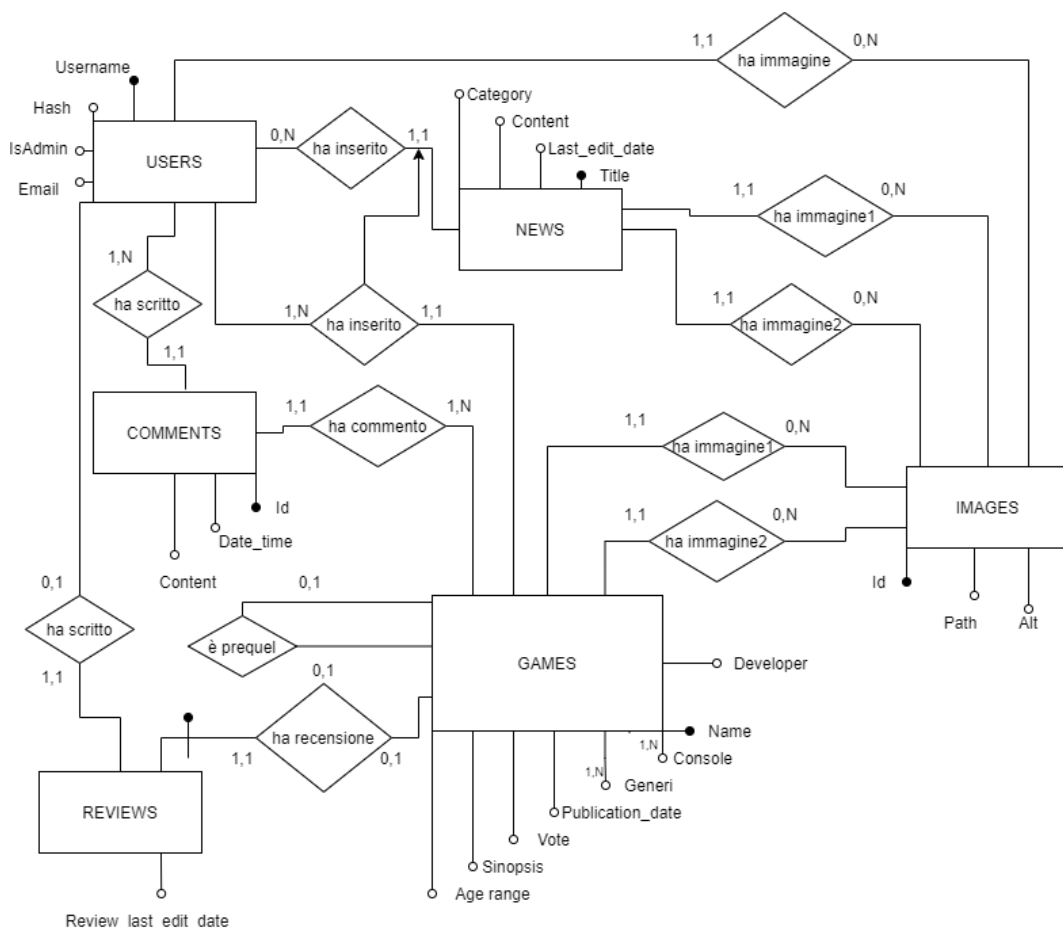 1,1
0,N
ha immagine
Username
Hash
IsAdmin
Email
USERS
0,N
ha inserito
1,1
Category
Content
Last_edit_date
Title
NEWS
1,1
ha immagine1
0,N
1,1
ha immagine2
0,N
1,N
ha scritto
1,1
1,N
ha inserito
1,1
COMMENTS
1,1
ha commento
1,N
Id
Date_time
Content
1,1
ha immagine1
0,N
1,1
ha immagine2
0,N
IMAGES
Id
Path
Alt
0,1
ha scritto
1,1
0,1
è prequel
0,1
GAMES
Developer
Name
1,N
Console
1,N
Generi
Publication_date
Vote
Sinopsis
Age range
1,1
ha recensione
0,1
REVIEWS
Review_last_edit_date